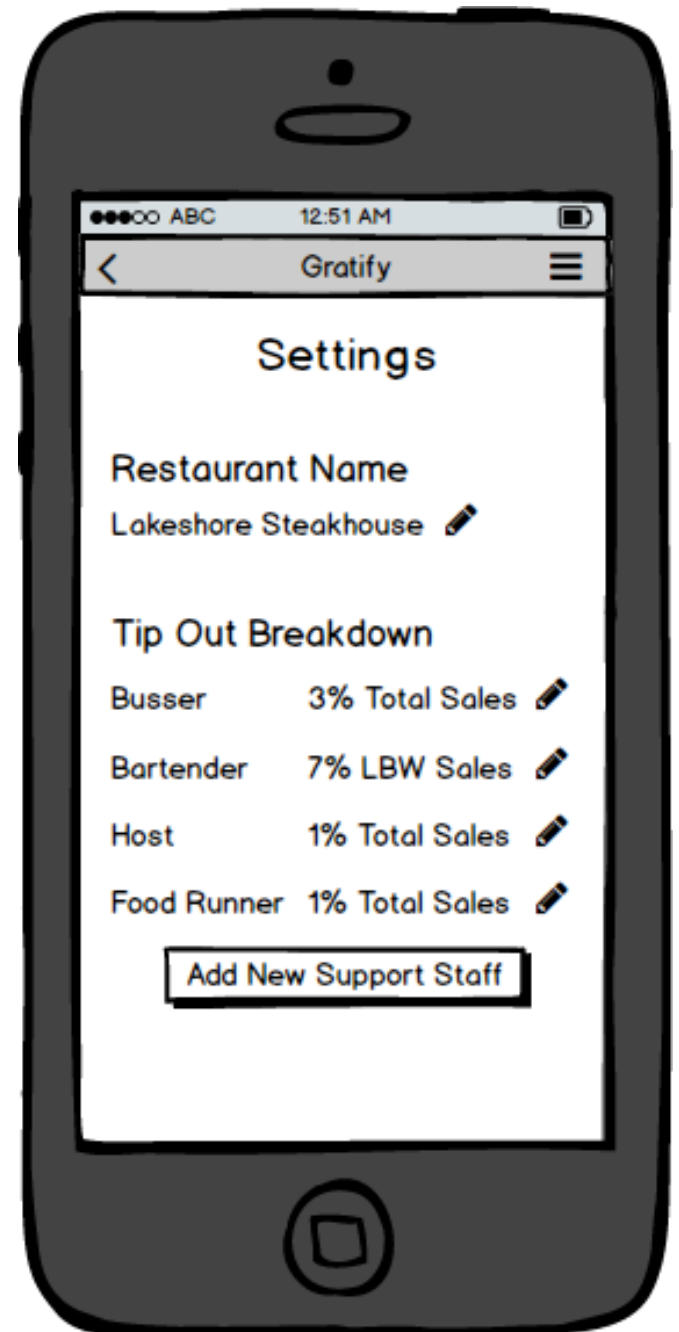 ABC 12:51 AM
Gratify
Settings
Restaurant Name
Lakeshore Steakhouse
Tip Out Breakdown
Busser 3% Total Sales
Bartender 7% LBW Sales
Host 1% Total Sales
Food Runner 1% Total Sales
Add New Support Staff